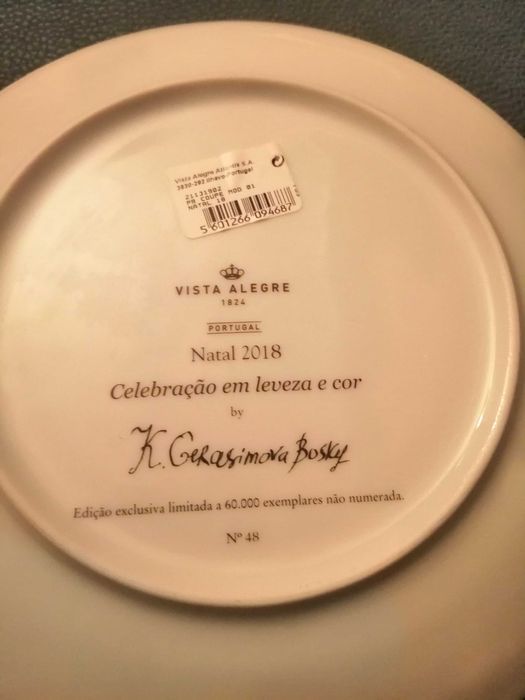 Vista Alegre Atlantis S.A.
3830-292 Ílhavo-Portugal
21131902
PR COUPE MOD 01
NATAL 18
5 601266 094687
VISTA ALEGRE
1824
PORTUGAL
Natal 2018
Celebração em leveza e cor
by
K. Gerasimova Bosky
Edição exclusiva limitada a 60.000 exemplares não numerada.
Nº 48